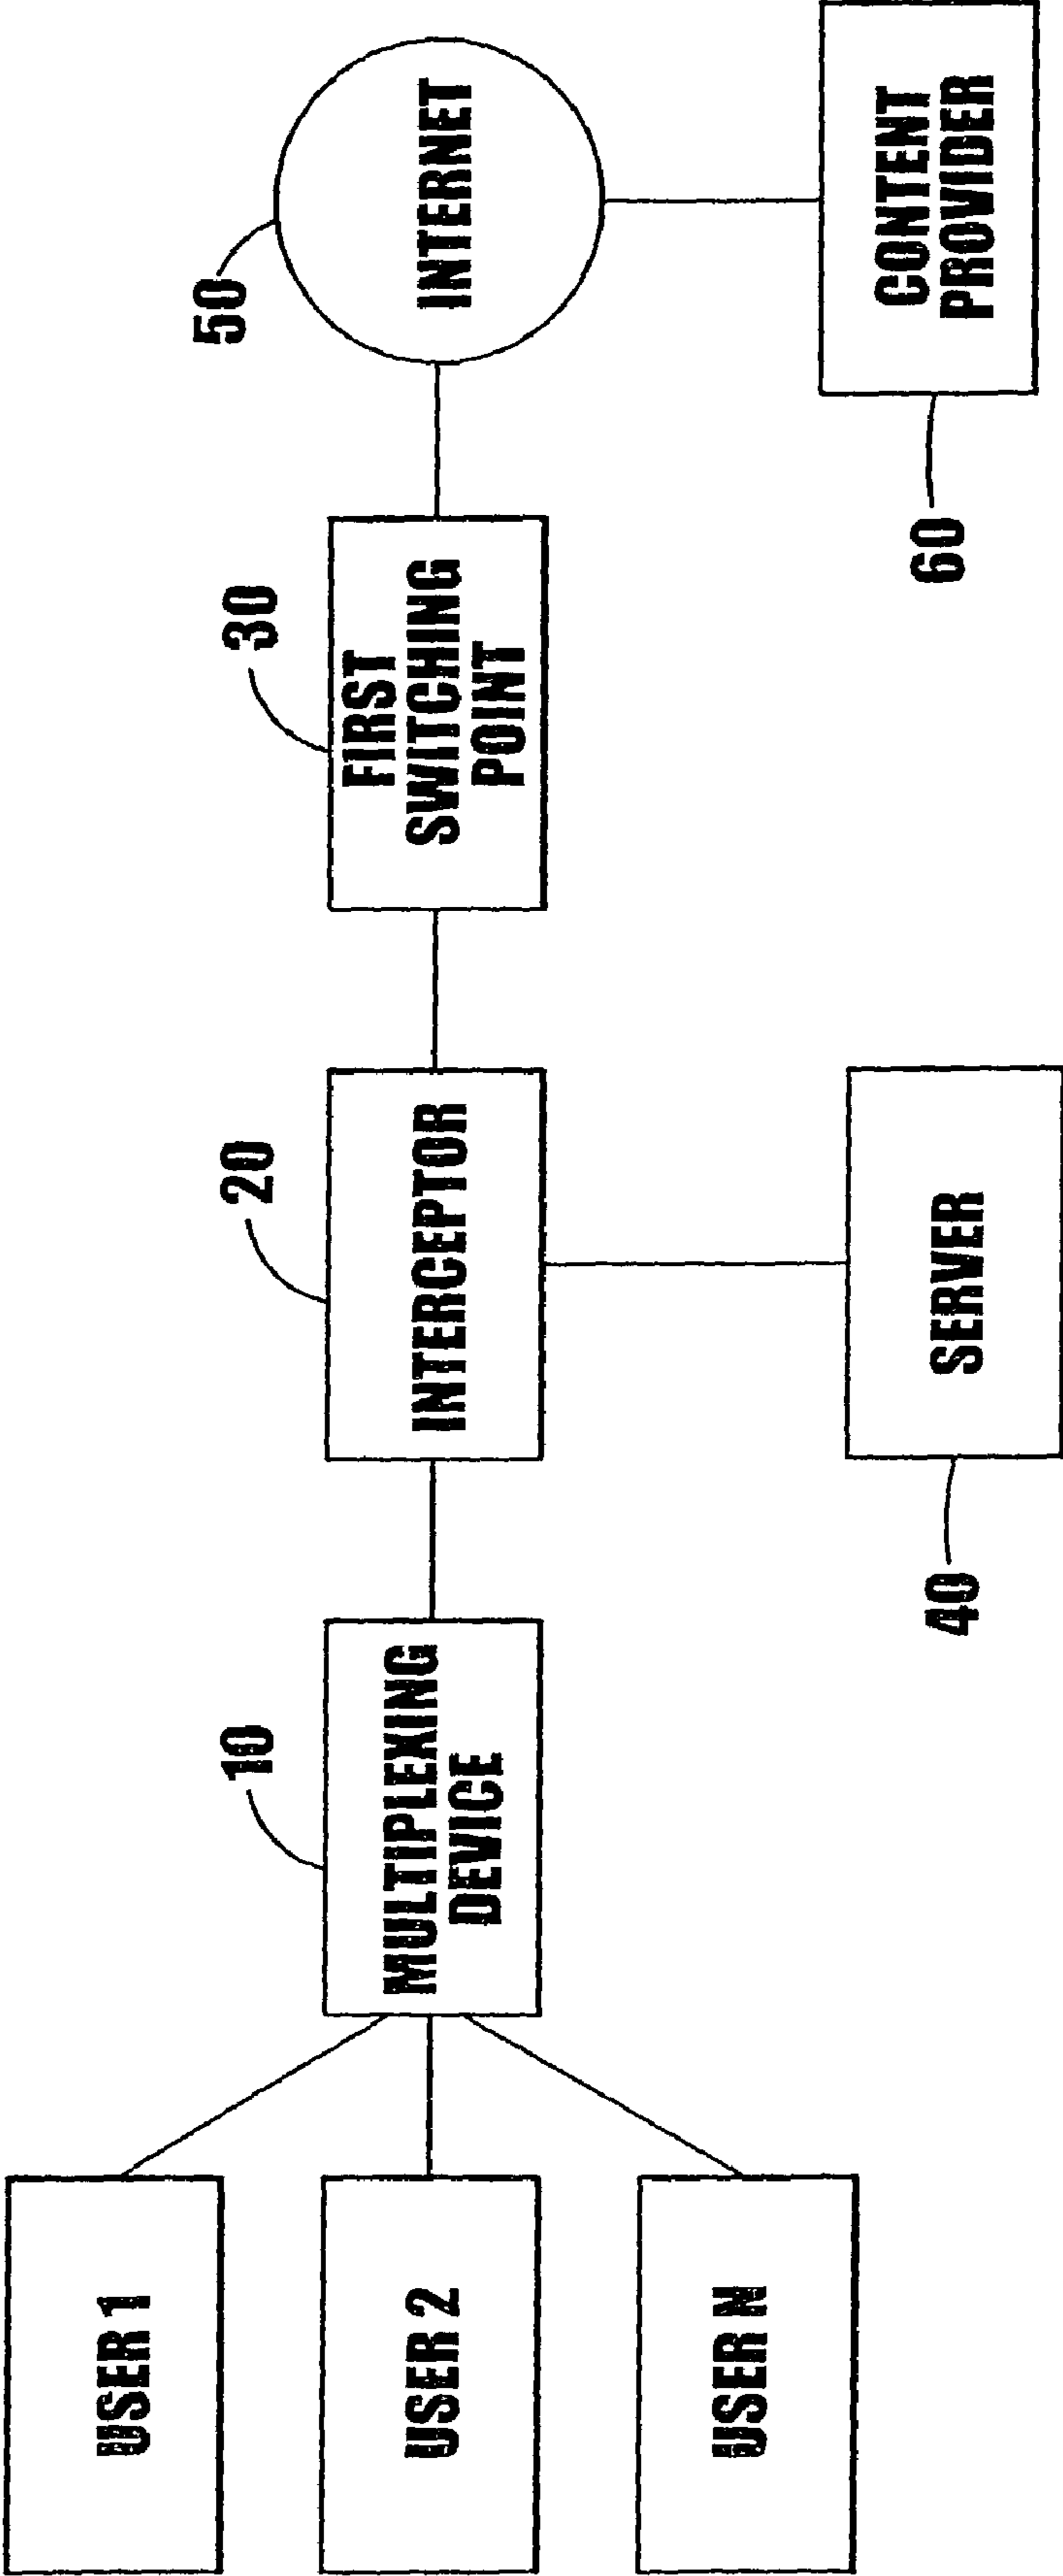 USER 1
USER 2
USER N
10
MULTIPLEXING
DEVICE
20
INTERCEPTOR
40
SERVER
30
FIRST
SWITCHING
POINT
50
INTERNET
60
CONTENT
PROVIDER